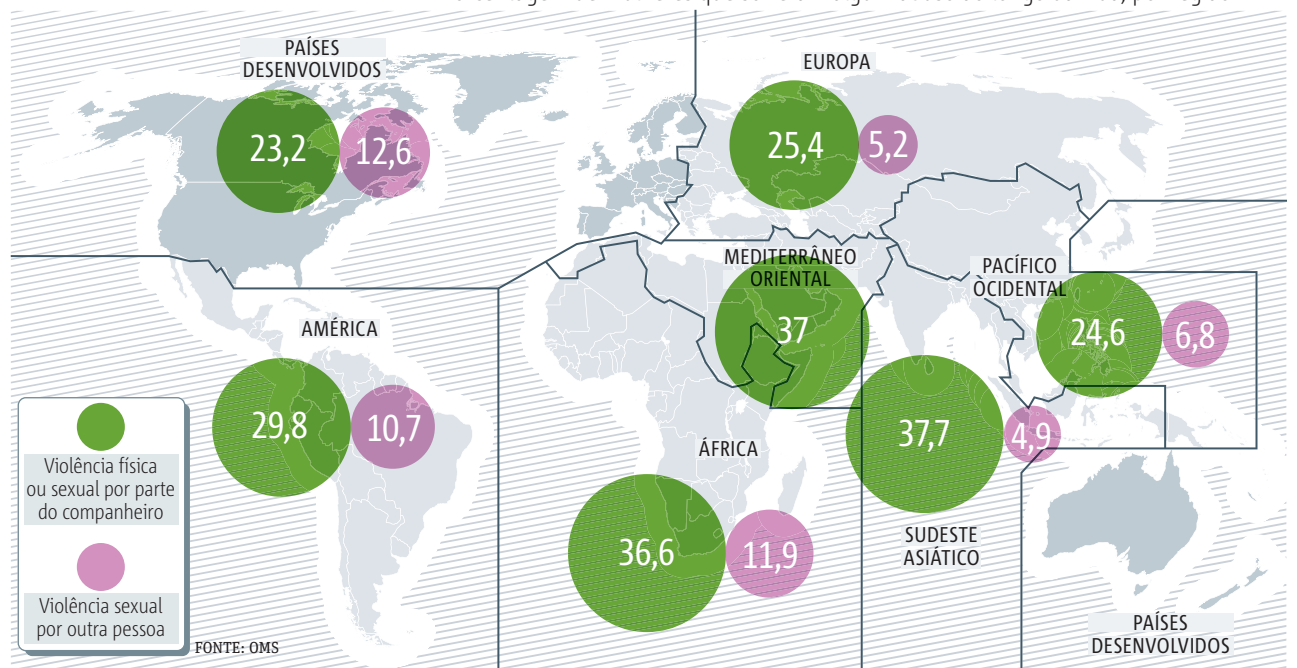 PAÍSES
DESENVOLVIDOS
23,2
12,6
EUROPA
25,4
5,2
MEDITERRÂNEO
ORIENTAL
37
PACÍFICO
OCIDENTAL
24,6
6,8
AMÉRICA
29,8
10,7
37,7
4,9
SUDESTE
ASIÁTICO
ÁFRICA
36,6
11,9
PAÍSES
DESENVOLVIDOS
Violência física
ou sexual por parte
do companheiro
Violência sexual
por outra pessoa
FONTE: OMS